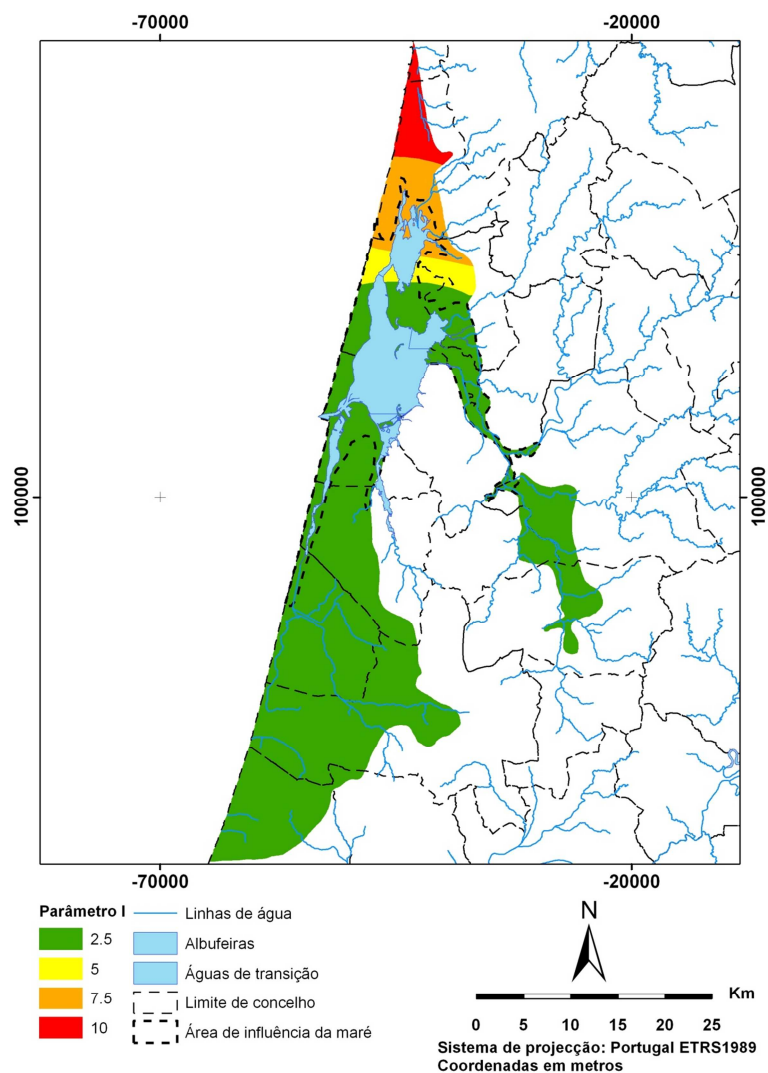 -70000 -20000
100000 100000
-70000 -20000
Parâmetro I
2.5
5
7.5
10
Linhas de água
Albufeiras
Águas de transição
Limite de concelho
Área de influência da maré
N
Km
0 5 10 15 20 25
Sistema de projecção: Portugal ETRS1989
Coordenadas em metros